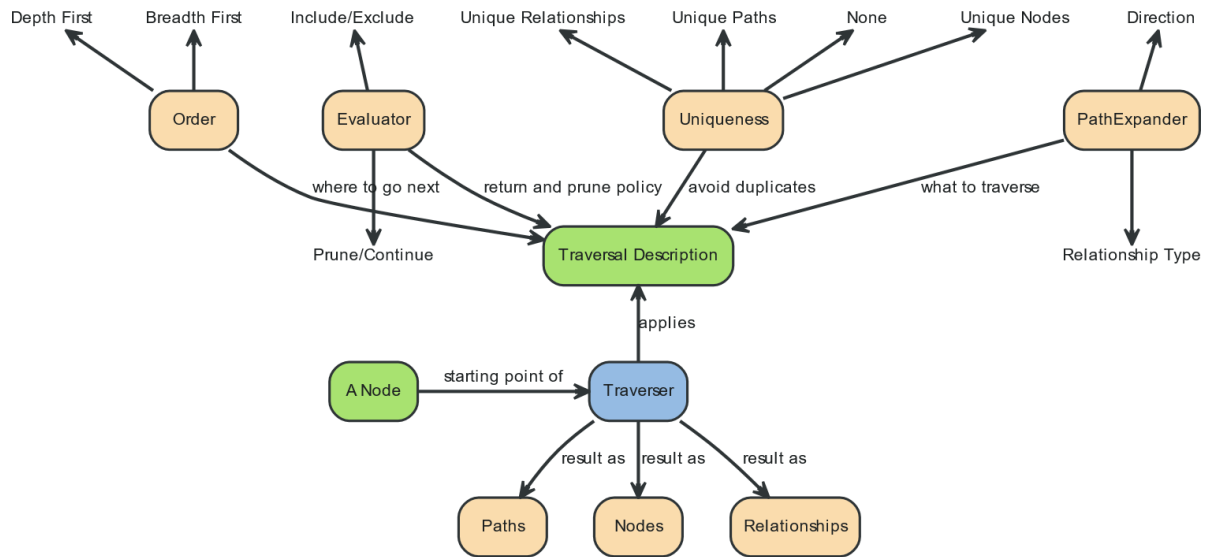 Depth First
Breadth First
Include/Exclude
Unique Relationships
Unique Paths
None
Unique Nodes
Direction
Order
Evaluator
Uniqueness
PathExpander
where to go next
return and prune policy
avoid duplicates
what to traverse
Prune/Continue
Traversal Description
Relationship Type
applies
A Node
starting point of
Traverser
result as
result as
result as
Paths
Nodes
Relationships